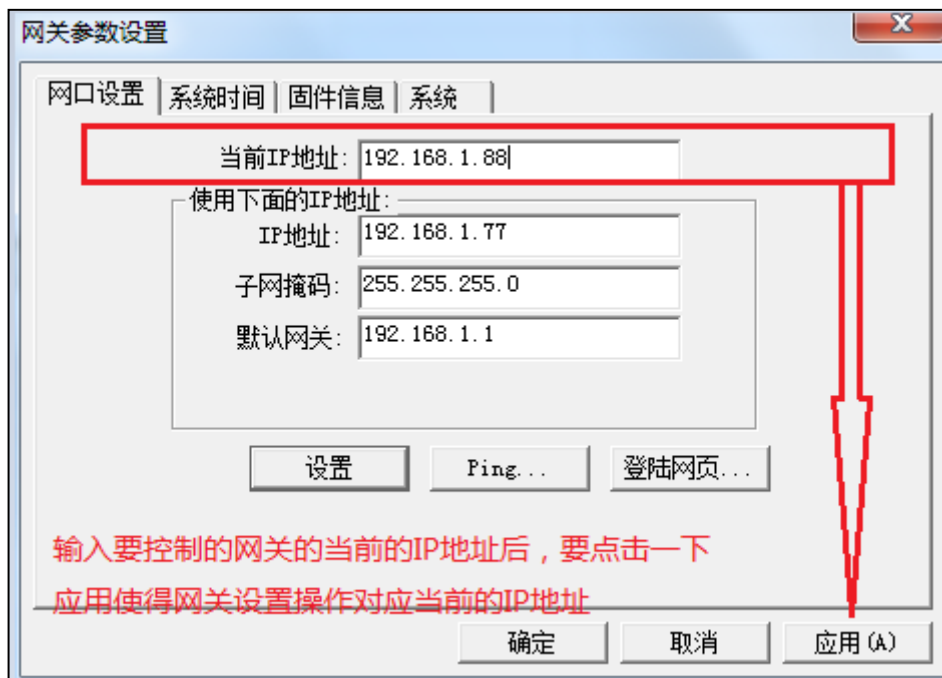 网关参数设置
网口设置 系统时间 固件信息 系统
当前IP地址: 192.168.1.88
使用下面的IP地址:
IP地址: 192.168.1.77
子网掩码: 255.255.255.0
默认网关: 192.168.1.1
设置 Ping... 登陆网页...
输入要控制的网关的当前的IP地址后，要点击一下
应用使得网关设置操作对应当前的IP地址
确定 取消 应用(A)